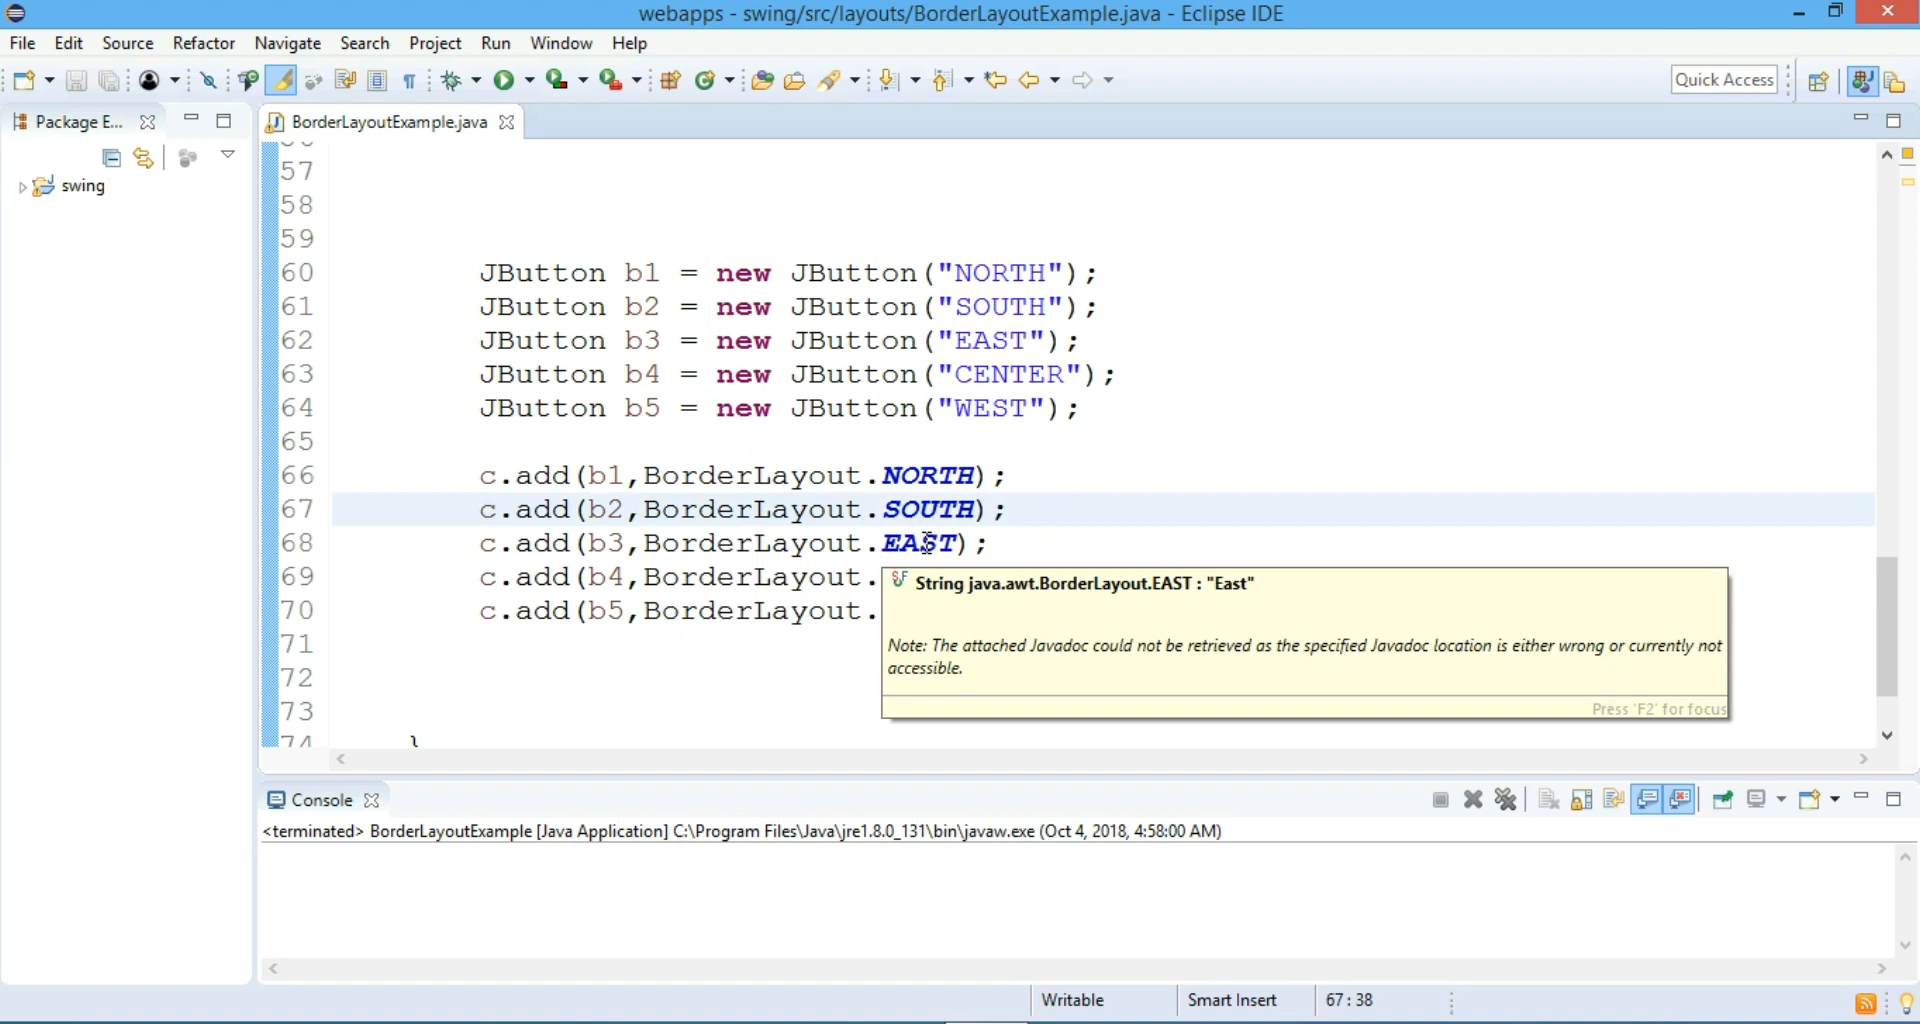 webapps - swing/src/layouts/BorderLayoutExample.java - Eclipse IDE
File Edit Source Refactor Navigate Search Project Run Window Help
Quick Access
Package E...
BorderLayoutExample.java
swing
57
58
59
60 JButton b1 = new JButton("NORTH");
61 JButton b2 = new JButton("SOUTH");
62 JButton b3 = new JButton("EAST");
63 JButton b4 = new JButton("CENTER");
64 JButton b5 = new JButton("WEST");
65
66 c.add(b1,BorderLayout.NORTH);
67 c.add(b2,BorderLayout.SOUTH);
68 c.add(b3,BorderLayout.EAST);
69 c.add(b4,BorderLayout.
70 c.add(b5,BorderLayout.
71
72
73
74 }
String java.awt.BorderLayout.EAST : "East"
Note: The attached Javadoc could not be retrieved as the specified Javadoc location is either wrong or currently not
accessible.
Press 'F2' for focus
Console
<terminated> BorderLayoutExample [Java Application] C:\Program Files\Java\jre1.8.0_131\bin\javaw.exe (Oct 4, 2018, 4:58:00 AM)
Writable Smart Insert 67 : 38